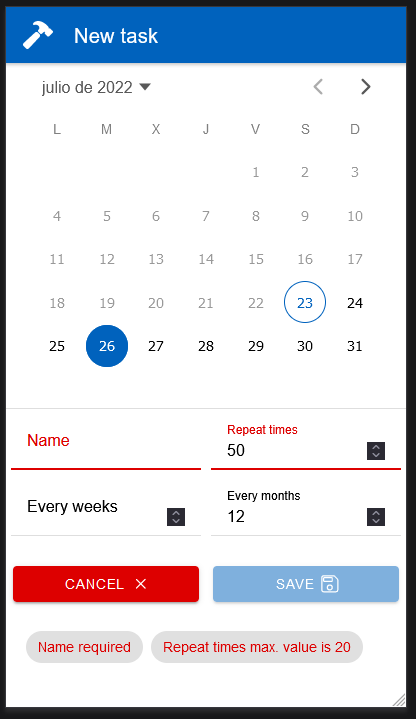 New task
julio de 2022
L M X J V S D
1 2 3
4 5 6 7 8 9 10
11 12 13 14 15 16 17
18 19 20 21 22 23 24
25 26 27 28 29 30 31
Name
Repeat times
50
Every weeks
Every months
12
CANCEL
SAVE
Name required
Repeat times max. value is 20